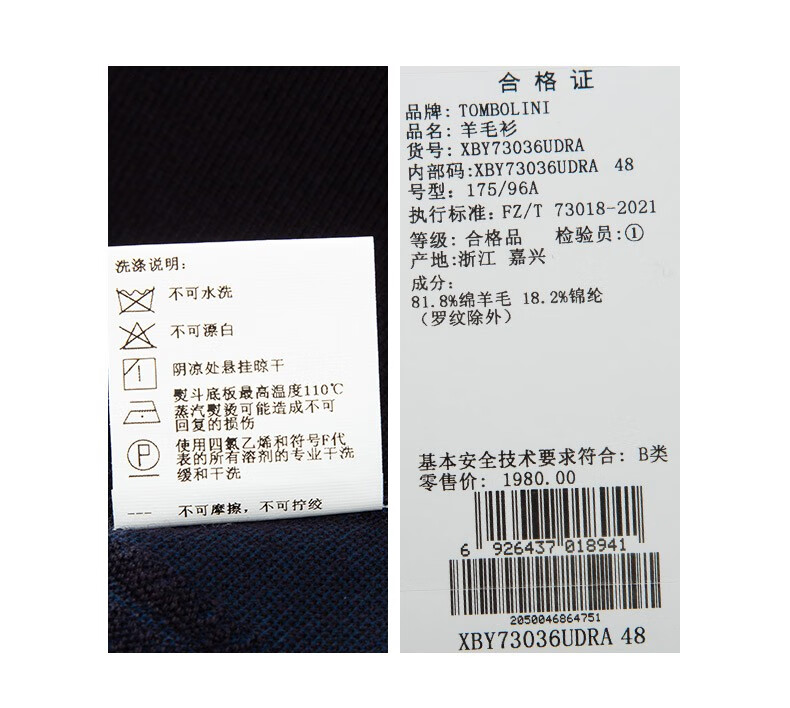 洗涤说明:
不可水洗
不可漂白
阴凉处悬挂晾干
熨斗底板最高温度110℃
蒸汽熨烫可能造成不可
回复的损伤
P
使用四氯乙烯和符号F代
表的所有溶剂的专业干洗
缓和干洗
--- 不可摩擦，不可拧绞
合格证
品牌: TOMBOLINI
品名: 羊毛衫
货号: XBY73036UDRA
内部码:XBY73036UDRA 48
号型: 175/96A
执行标准: FZ/T 73018-2021
等级: 合格品 检验员:①
产地:浙江 嘉兴
成分:
81.8%绵羊毛 18.2%锦纶
（罗纹除外）
基本安全技术要求符合: B类
零售价: 1980.00
6 926437 018941
2050046864751
XBY73036UDRA 48